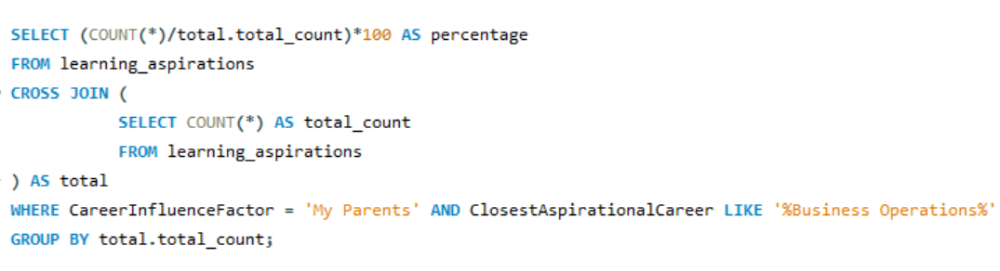 SELECT (COUNT(*)/total.total_count)*100 AS percentage
FROM learning_aspirations
CROSS JOIN (
SELECT COUNT(*) AS total_count
FROM learning_aspirations
) AS total
WHERE CareerInfluenceFactor = 'My Parents' AND ClosestAspirationalCareer LIKE '%Business Operations%'
GROUP BY total.total_count;